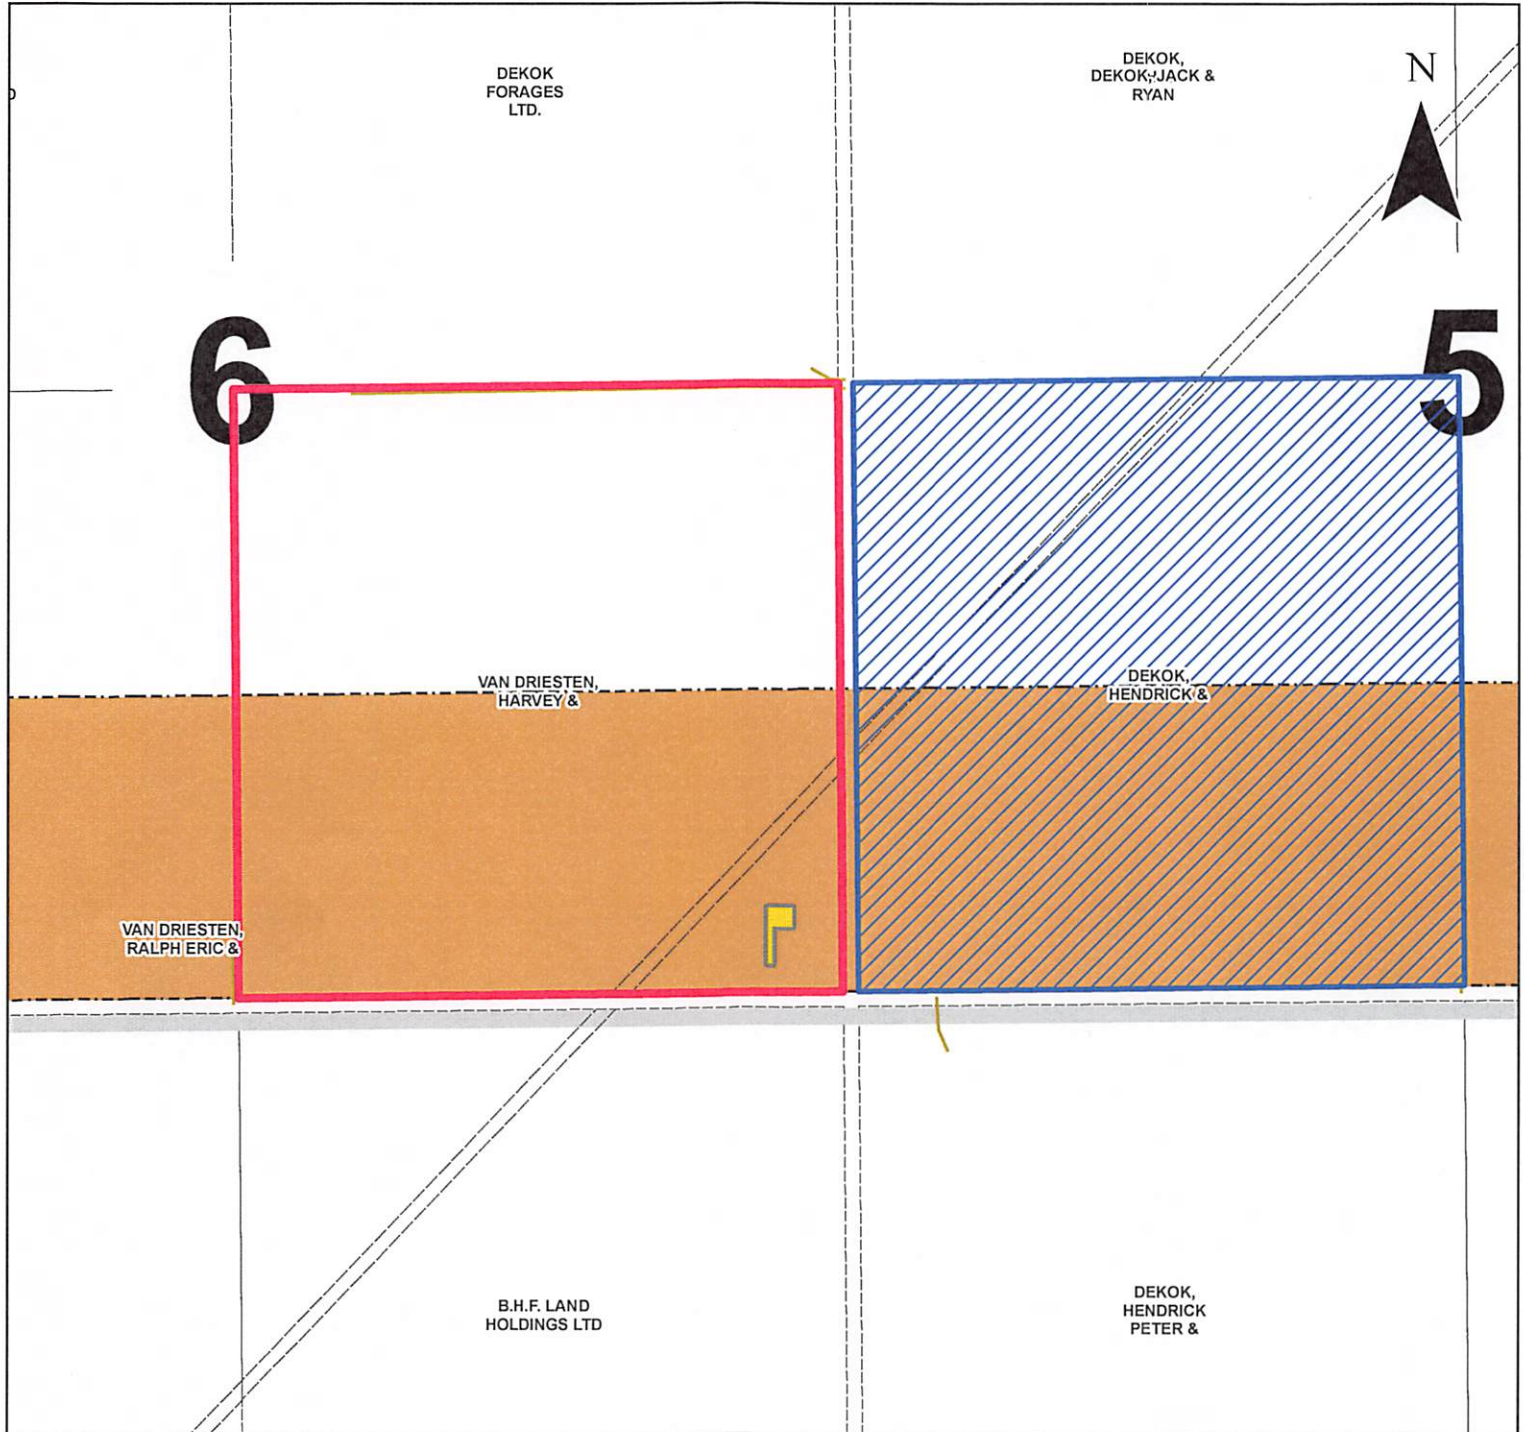 DEKOK
FORAGES
LTD.
DEKOK,
DEKOK, JACK &
RYAN
N
6
5
VAN DRIESTEN,
HARVEY &
DEKOK,
HENDRICK &
VAN DRIESTEN,
RALPH ERIC &
B.H.F. LAND
HOLDINGS LTD
DEKOK,
HENDRICK
PETER &